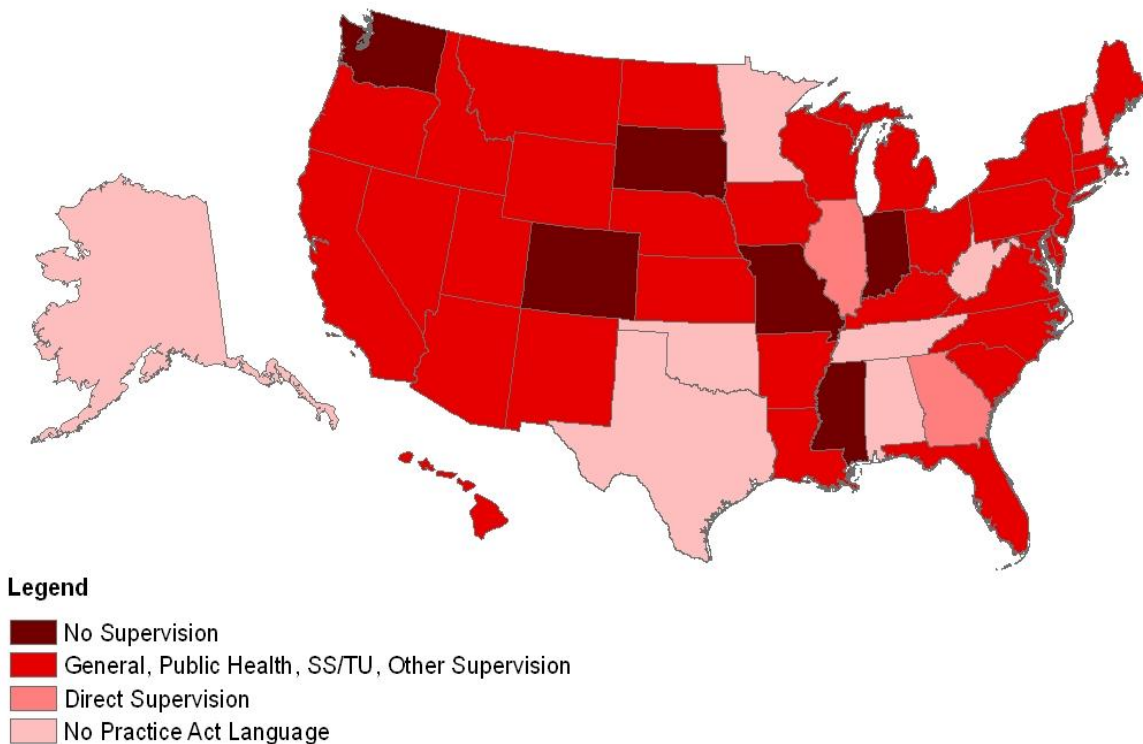 Legend
No Supervision
General, Public Health, SS/TU, Other Supervision
Direct Supervision
No Practice Act Language